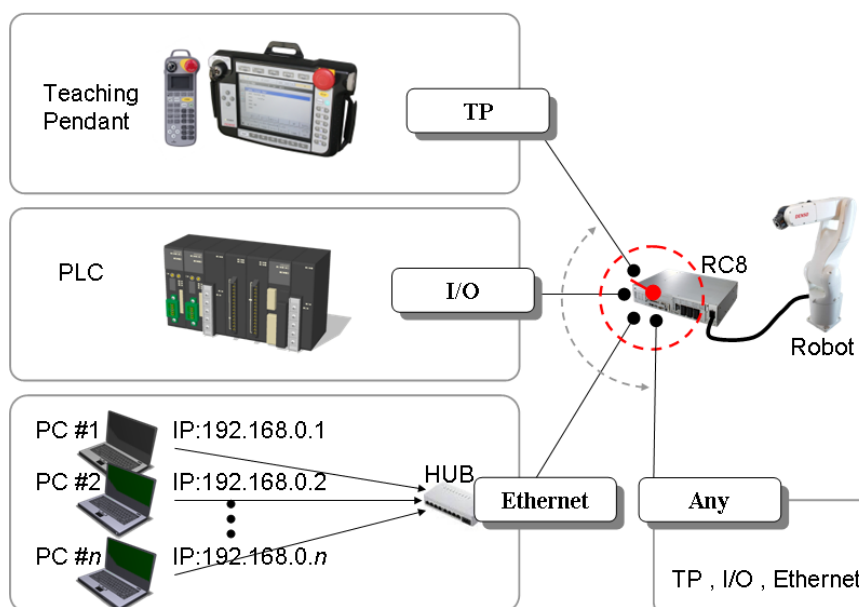 Teaching
Pendant
TP
PLC
I/O
RC8
DENSO
Robot
PC #1 IP:192.168.0.1
HUB
PC #2 IP:192.168.0.2
Ethernet
Any
PC #n IP:192.168.0.n
TP , I/O , Ethernet